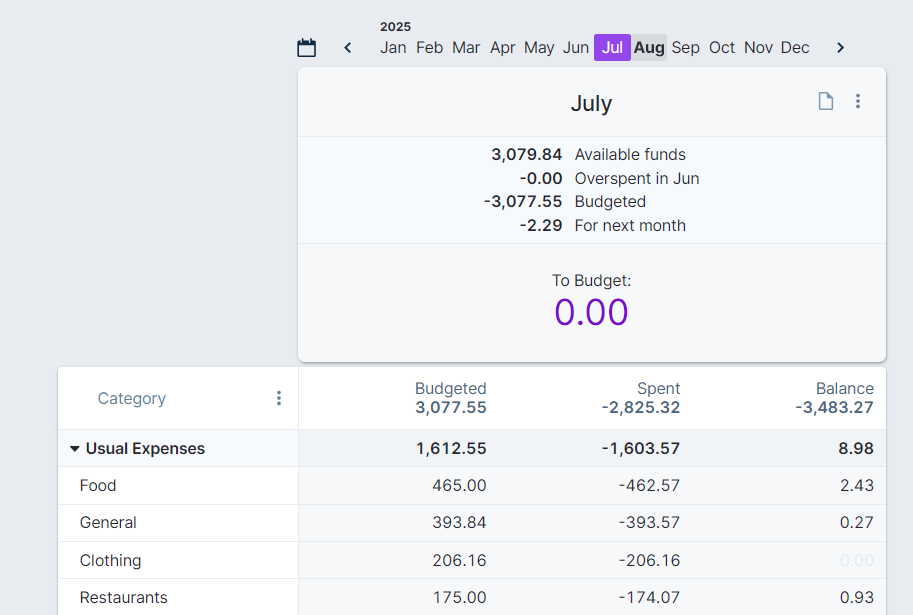 2025
Jan Feb Mar Apr May Jun Jul Aug Sep Oct Nov Dec
July
3,079.84 Available funds
-0.00 Overspent in Jun
-3,077.55 Budgeted
-2.29 For next month
To Budget:
0.00
Category Budgeted Spent Balance
3,077.55 -2,825.32 -3,483.27
Usual Expenses 1,612.55 -1,603.57 8.98
Food 465.00 -462.57 2.43
General 393.84 -393.57 0.27
Clothing 206.16 -206.16 0.00
Restaurants 175.00 -174.07 0.93